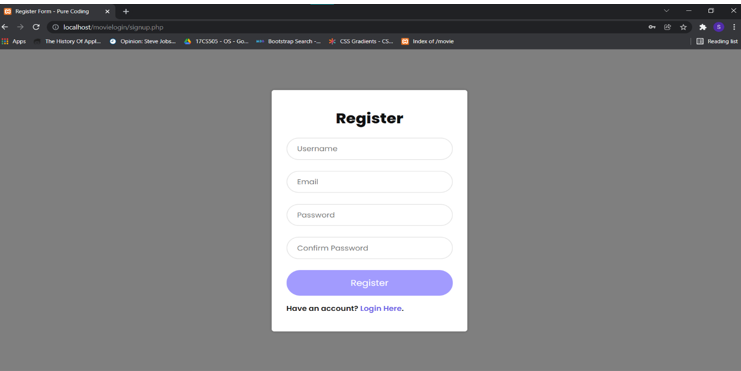 Register Form - Pure Coding
localhost/movielogin/signup.php
Apps The History Of Appl... Opinion: Steve Jobs... 17CS505 - OS - Go... Bootstrap Search -... CSS Gradients - CS... Index of /movie Reading list
Register
Username
Email
Password
Confirm Password
Register
Have an account? Login Here.